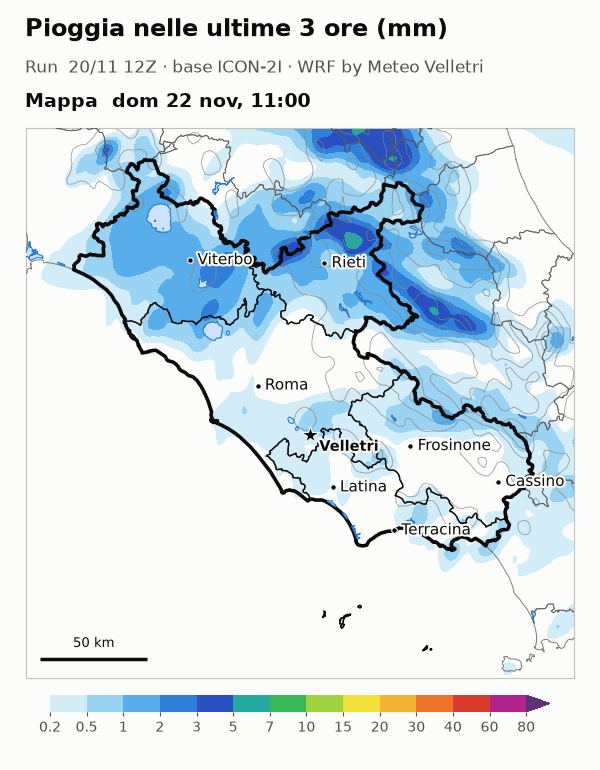 Pioggia nelle ultime 3 ore (mm)
Run  20/11 12Z · base ICON-2I · WRF by Meteo Velletri
Mappa  dom 22 nov, 11:00
Viterbo
Rieti
Roma
Velletri
Frosinone
Cassino
Latina
Terracina
50 km
0.2 0.5 1 2 3 5 7 10 15 20 30 40 60 80